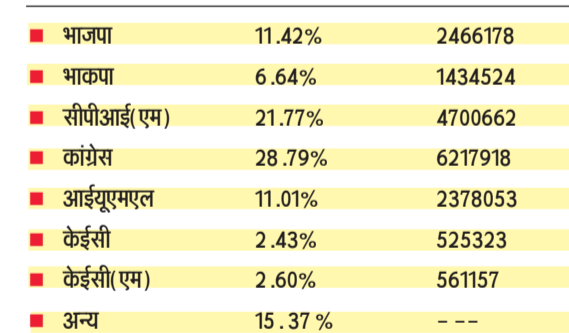 भाजपा 11.42% 2466178
भाकपा 6.64% 1434524
सीपीआई(एम) 21.77% 4700662
कांग्रेस 28.79% 6217918
आईयूएमएल 11.01% 2378053
केईसी 2.43% 525323
केईसी(एम) 2.60% 561157
अन्य 15.37% ---